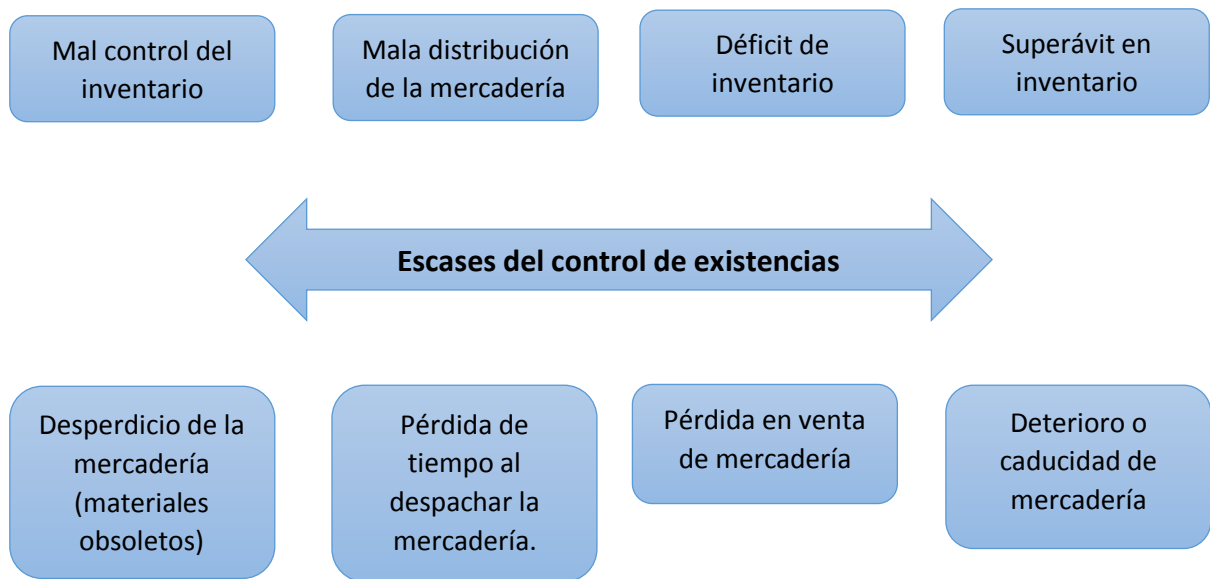 Mal control del
inventario
Mala distribución
de la mercadería
Déficit de
inventario
Superávit en
inventario
Escases del control de existencias
Desperdicio de la
mercadería
(materiales
obsoletos)
Pérdida de
tiempo al
despachar la
mercadería.
Pérdida en venta
de mercadería
Deterioro o
caducidad de
mercadería